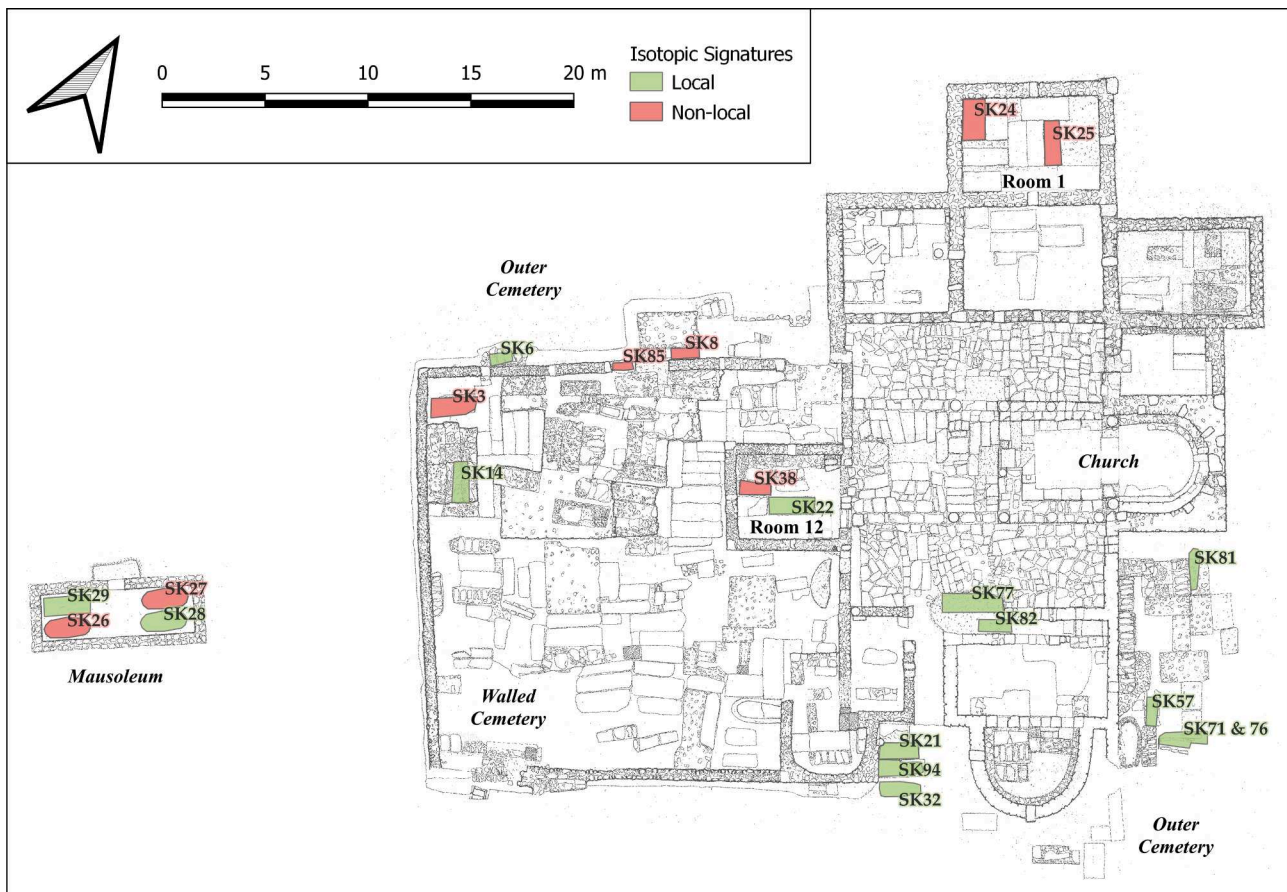 0 5 10 15 20 m
Isotopic Signatures
Local
Non-local
SK24
SK25
Room 1
Outer
Cemetery
SK6
SK85
SK8
SK3
SK14
SK38
SK22
Room 12
Church
SK81
SK29
SK27
SK26
SK28
Mausoleum
SK77
SK82
Walled
Cemetery
SK57
SK71 & 76
SK21
SK94
SK32
Outer
Cemetery